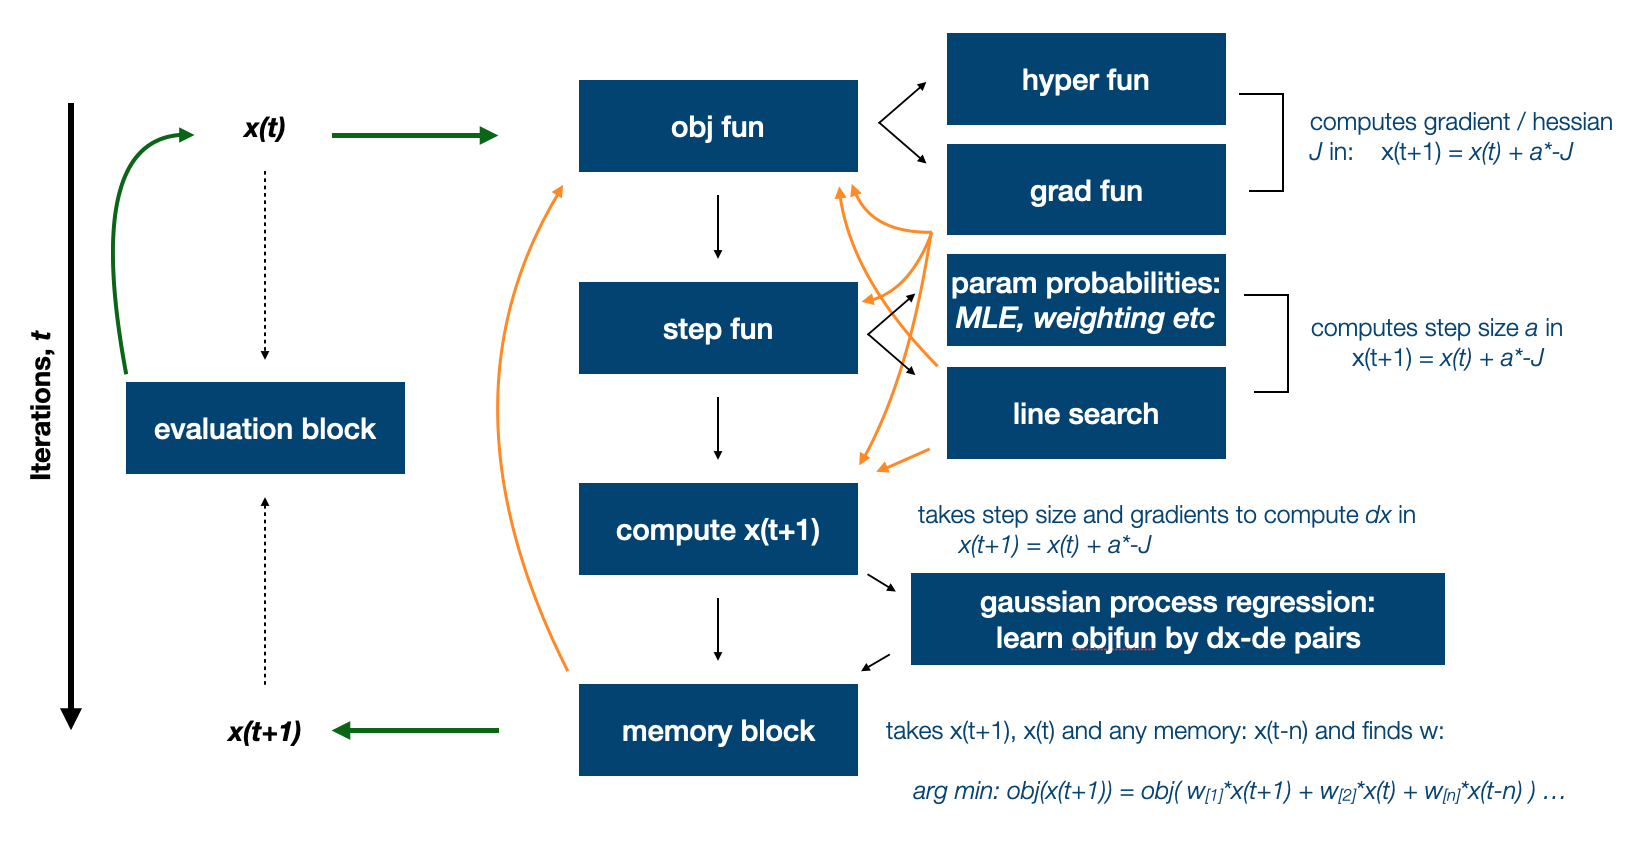 hyper fun
x(t)
obj fun
computes gradient / hessian
J in: x(t+1) = x(t) + a*-J
grad fun
param probabilities:
MLE, weighting etc
step fun
computes step size a in
x(t+1) = x(t) + a*-J
Iterations, t
evaluation block
line search
takes step size and gradients to compute dx in
x(t+1) = x(t) + a*-J
compute x(t+1)
gaussian process regression:
learn objfun by dx-de pairs
x(t+1)
memory block
takes x(t+1), x(t) and any memory: x(t-n) and finds w:
arg min: obj(x(t+1)) = obj( w[1]*x(t+1) + w[2]*x(t) + w[n]*x(t-n) ) …